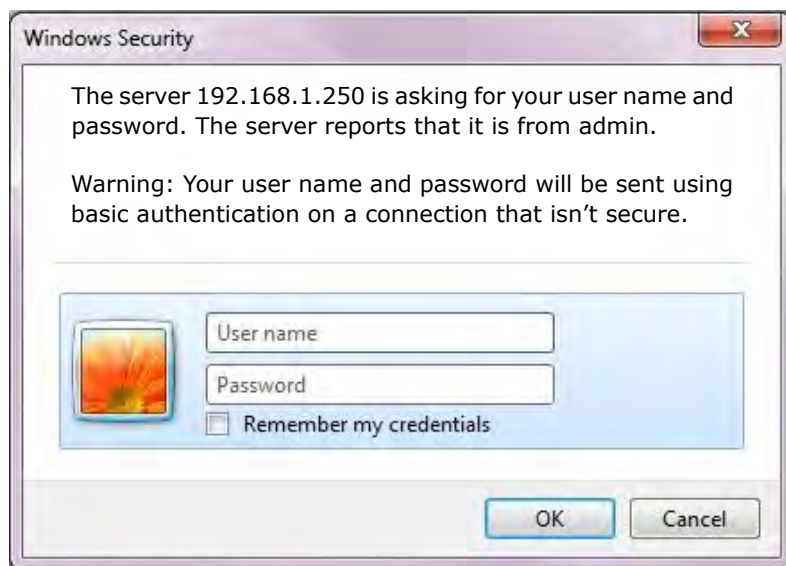 Windows Security
The server 192.168.1.250 is asking for your user name and
password. The server reports that it is from admin.
Warning: Your user name and password will be sent using
basic authentication on a connection that isn’t secure.
User name
Password
Remember my credentials
OK
Cancel